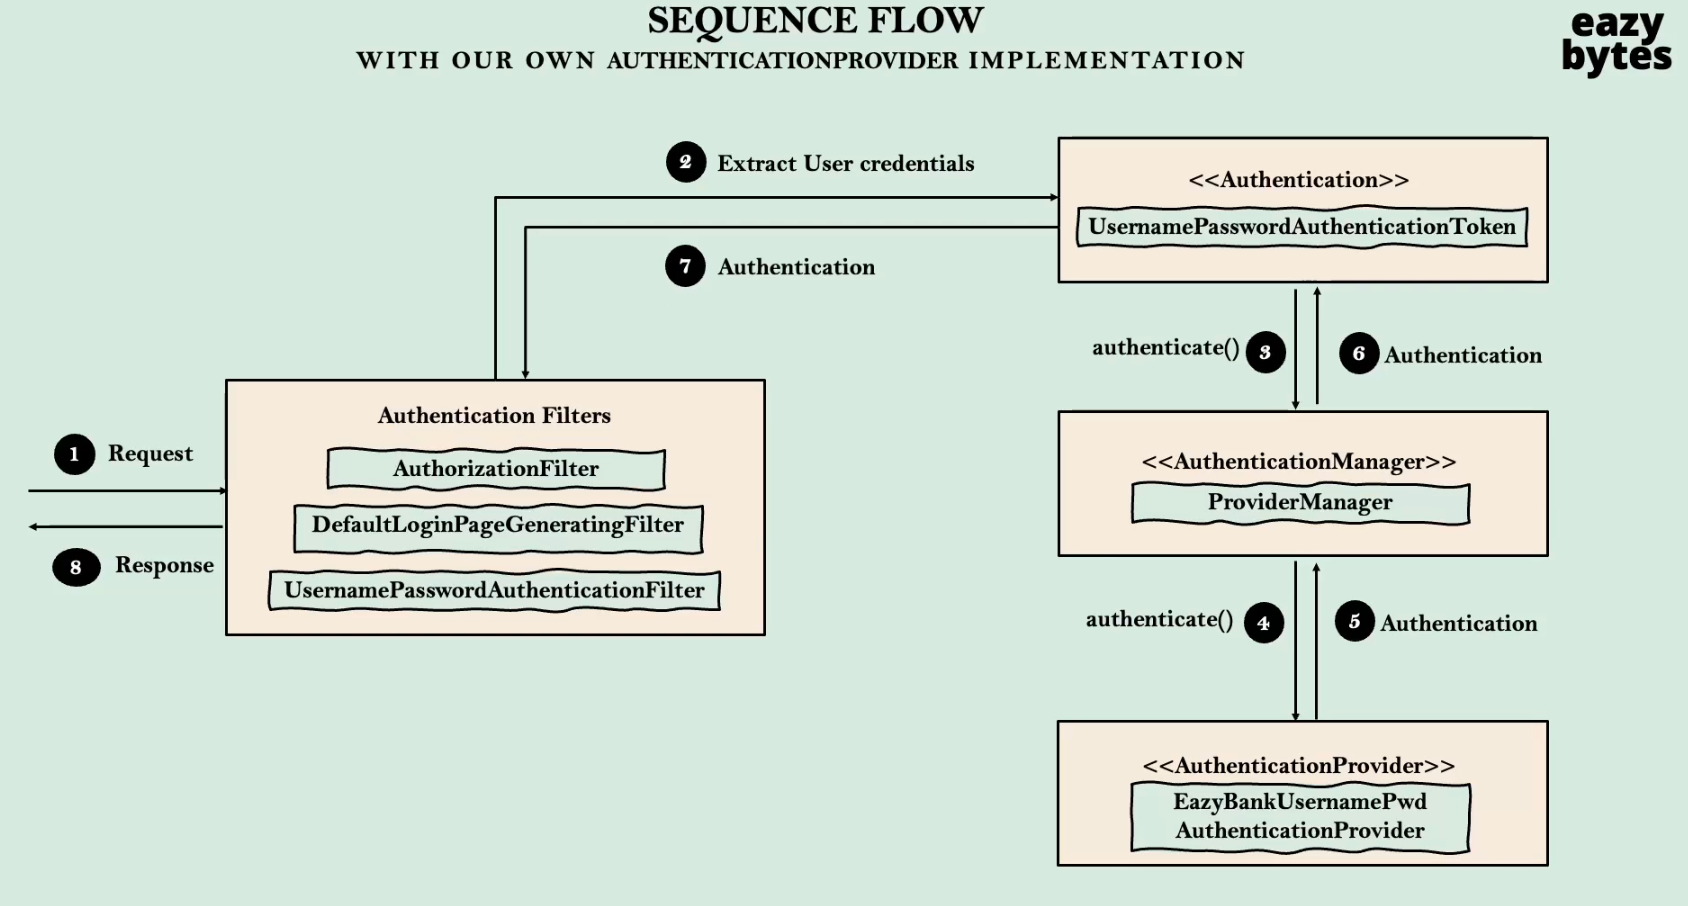 SEQUENCE FLOW
WITH OUR OWN AUTHENTICATIONPROVIDER IMPLEMENTATION
eazy
bytes
2 Extract User credentials
<<Authentication>>
UsernamePasswordAuthenticationToken
7 Authentication
authenticate() 3
6 Authentication
Authentication Filters
AuthorizationFilter
DefaultLoginPageGeneratingFilter
UsernamePasswordAuthenticationFilter
1 Request
8 Response
<<AuthenticationManager>>
ProviderManager
authenticate() 4
5 Authentication
<<AuthenticationProvider>>
EazyBankUsernamePwd
AuthenticationProvider